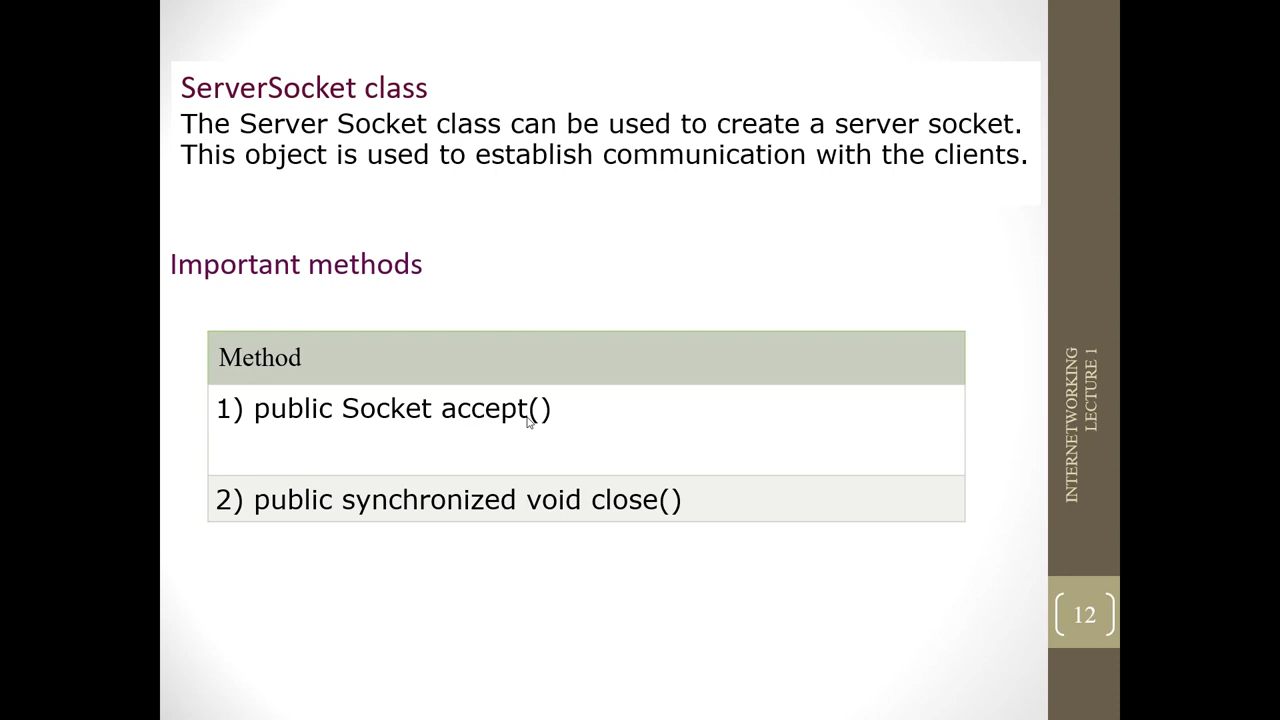 ServerSocket class
The Server Socket class can be used to create a server socket.
This object is used to establish communication with the clients.
Important methods
Method
1) public Socket accept()
2) public synchronized void close()
INTERNETWORKING
LECTURE 1
12